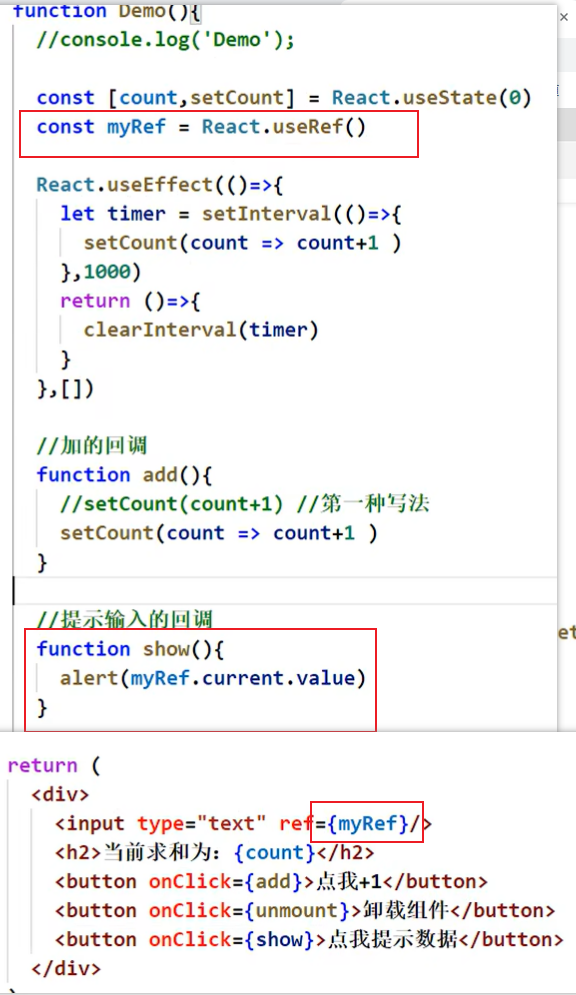 function Demo(){
//console.log('Demo');
const [count,setCount] = React.useState(0)
const myRef = React.useRef()
React.useEffect(()=>{
let timer = setInterval(()=>{
setCount(count => count+1 )
},1000)
return ()=>{
clearInterval(timer)
}
},[])
//加的回调
function add(){
//setCount(count+1) //第一种写法
setCount(count => count+1 )
}
//提示输入的回调
function show(){
alert(myRef.current.value)
}
return (
<div>
<input type="text" ref={myRef}/>
<h2>当前求和为：{count}</h2>
<button onClick={add}>点我+1</button>
<button onClick={unmount}>卸载组件</button>
<button onClick={show}>点我提示数据</button>
</div>